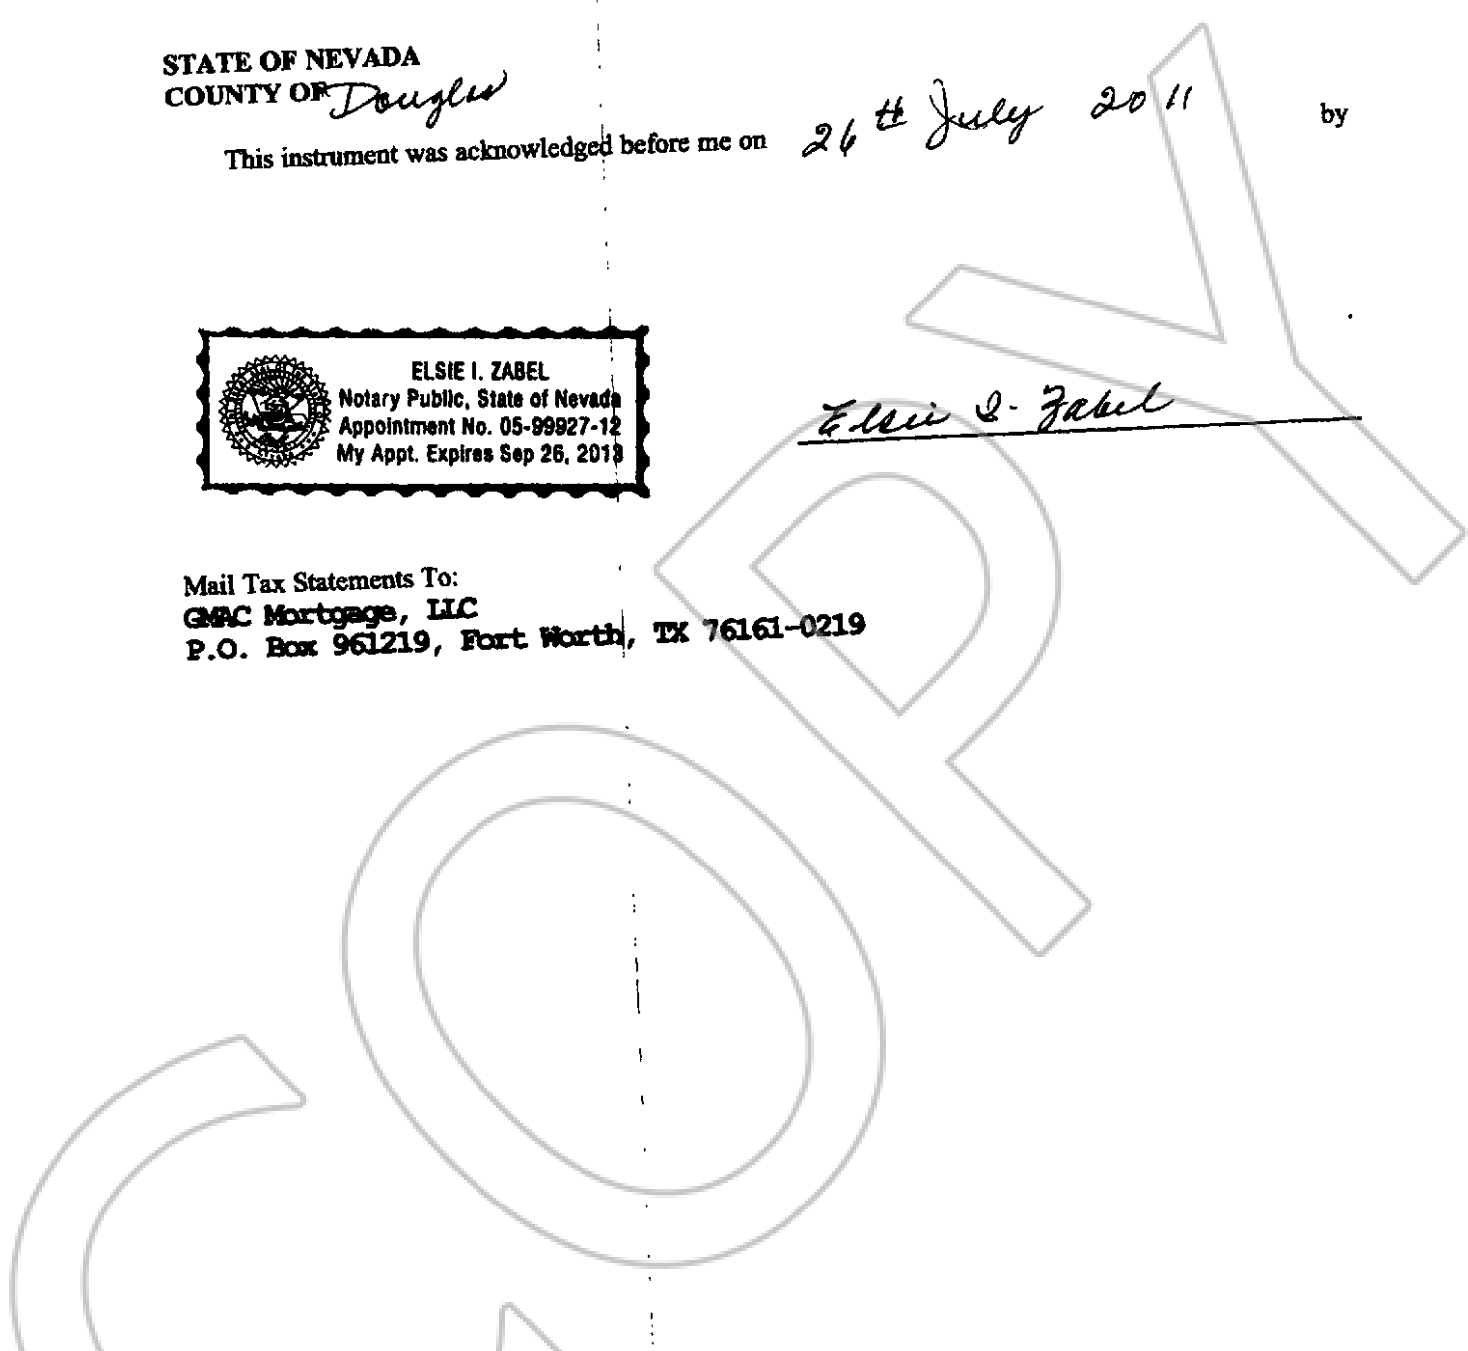 STATE OF NEVADA
COUNTY OF Douglas
This instrument was acknowledged before me on 26th July 2011 by
ELSIE I. ZABEL
Notary Public, State of Nevada
Appointment No. 05-99927-12
My Appt. Expires Sep 26, 2013
Elsie I. Zabel
Mail Tax Statements To:
GMAC Mortgage, LLC
P.O. Box 961219, Fort Worth, TX 76161-0219
COPY